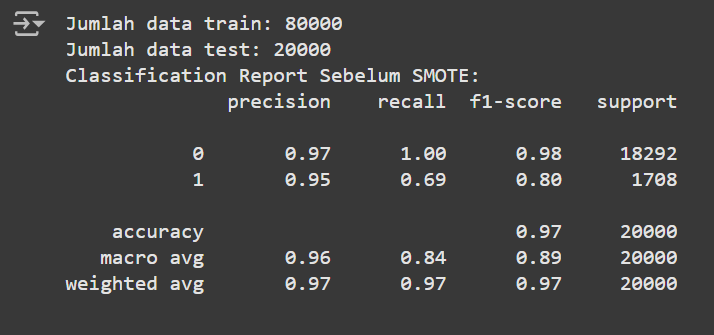 Jumlah data train: 80000
Jumlah data test: 20000
Classification Report Sebelum SMOTE:
precision recall f1-score support
0 0.97 1.00 0.98 18292
1 0.95 0.69 0.80 1708
accuracy 0.97 20000
macro avg 0.96 0.84 0.89 20000
weighted avg 0.97 0.97 0.97 20000